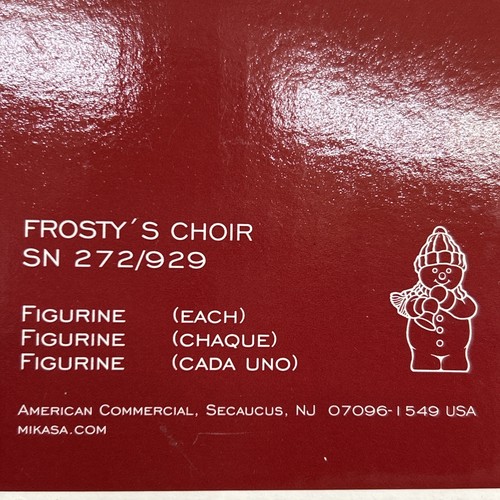 FROSTY´S CHOIR
SN 272/929
FIGURINE (EACH)
FIGURINE (CHAQUE)
FIGURINE (CADA UNO)
AMERICAN COMMERCIAL, SECAUCUS, NJ 07096-1549 USA
MIKASA.COM